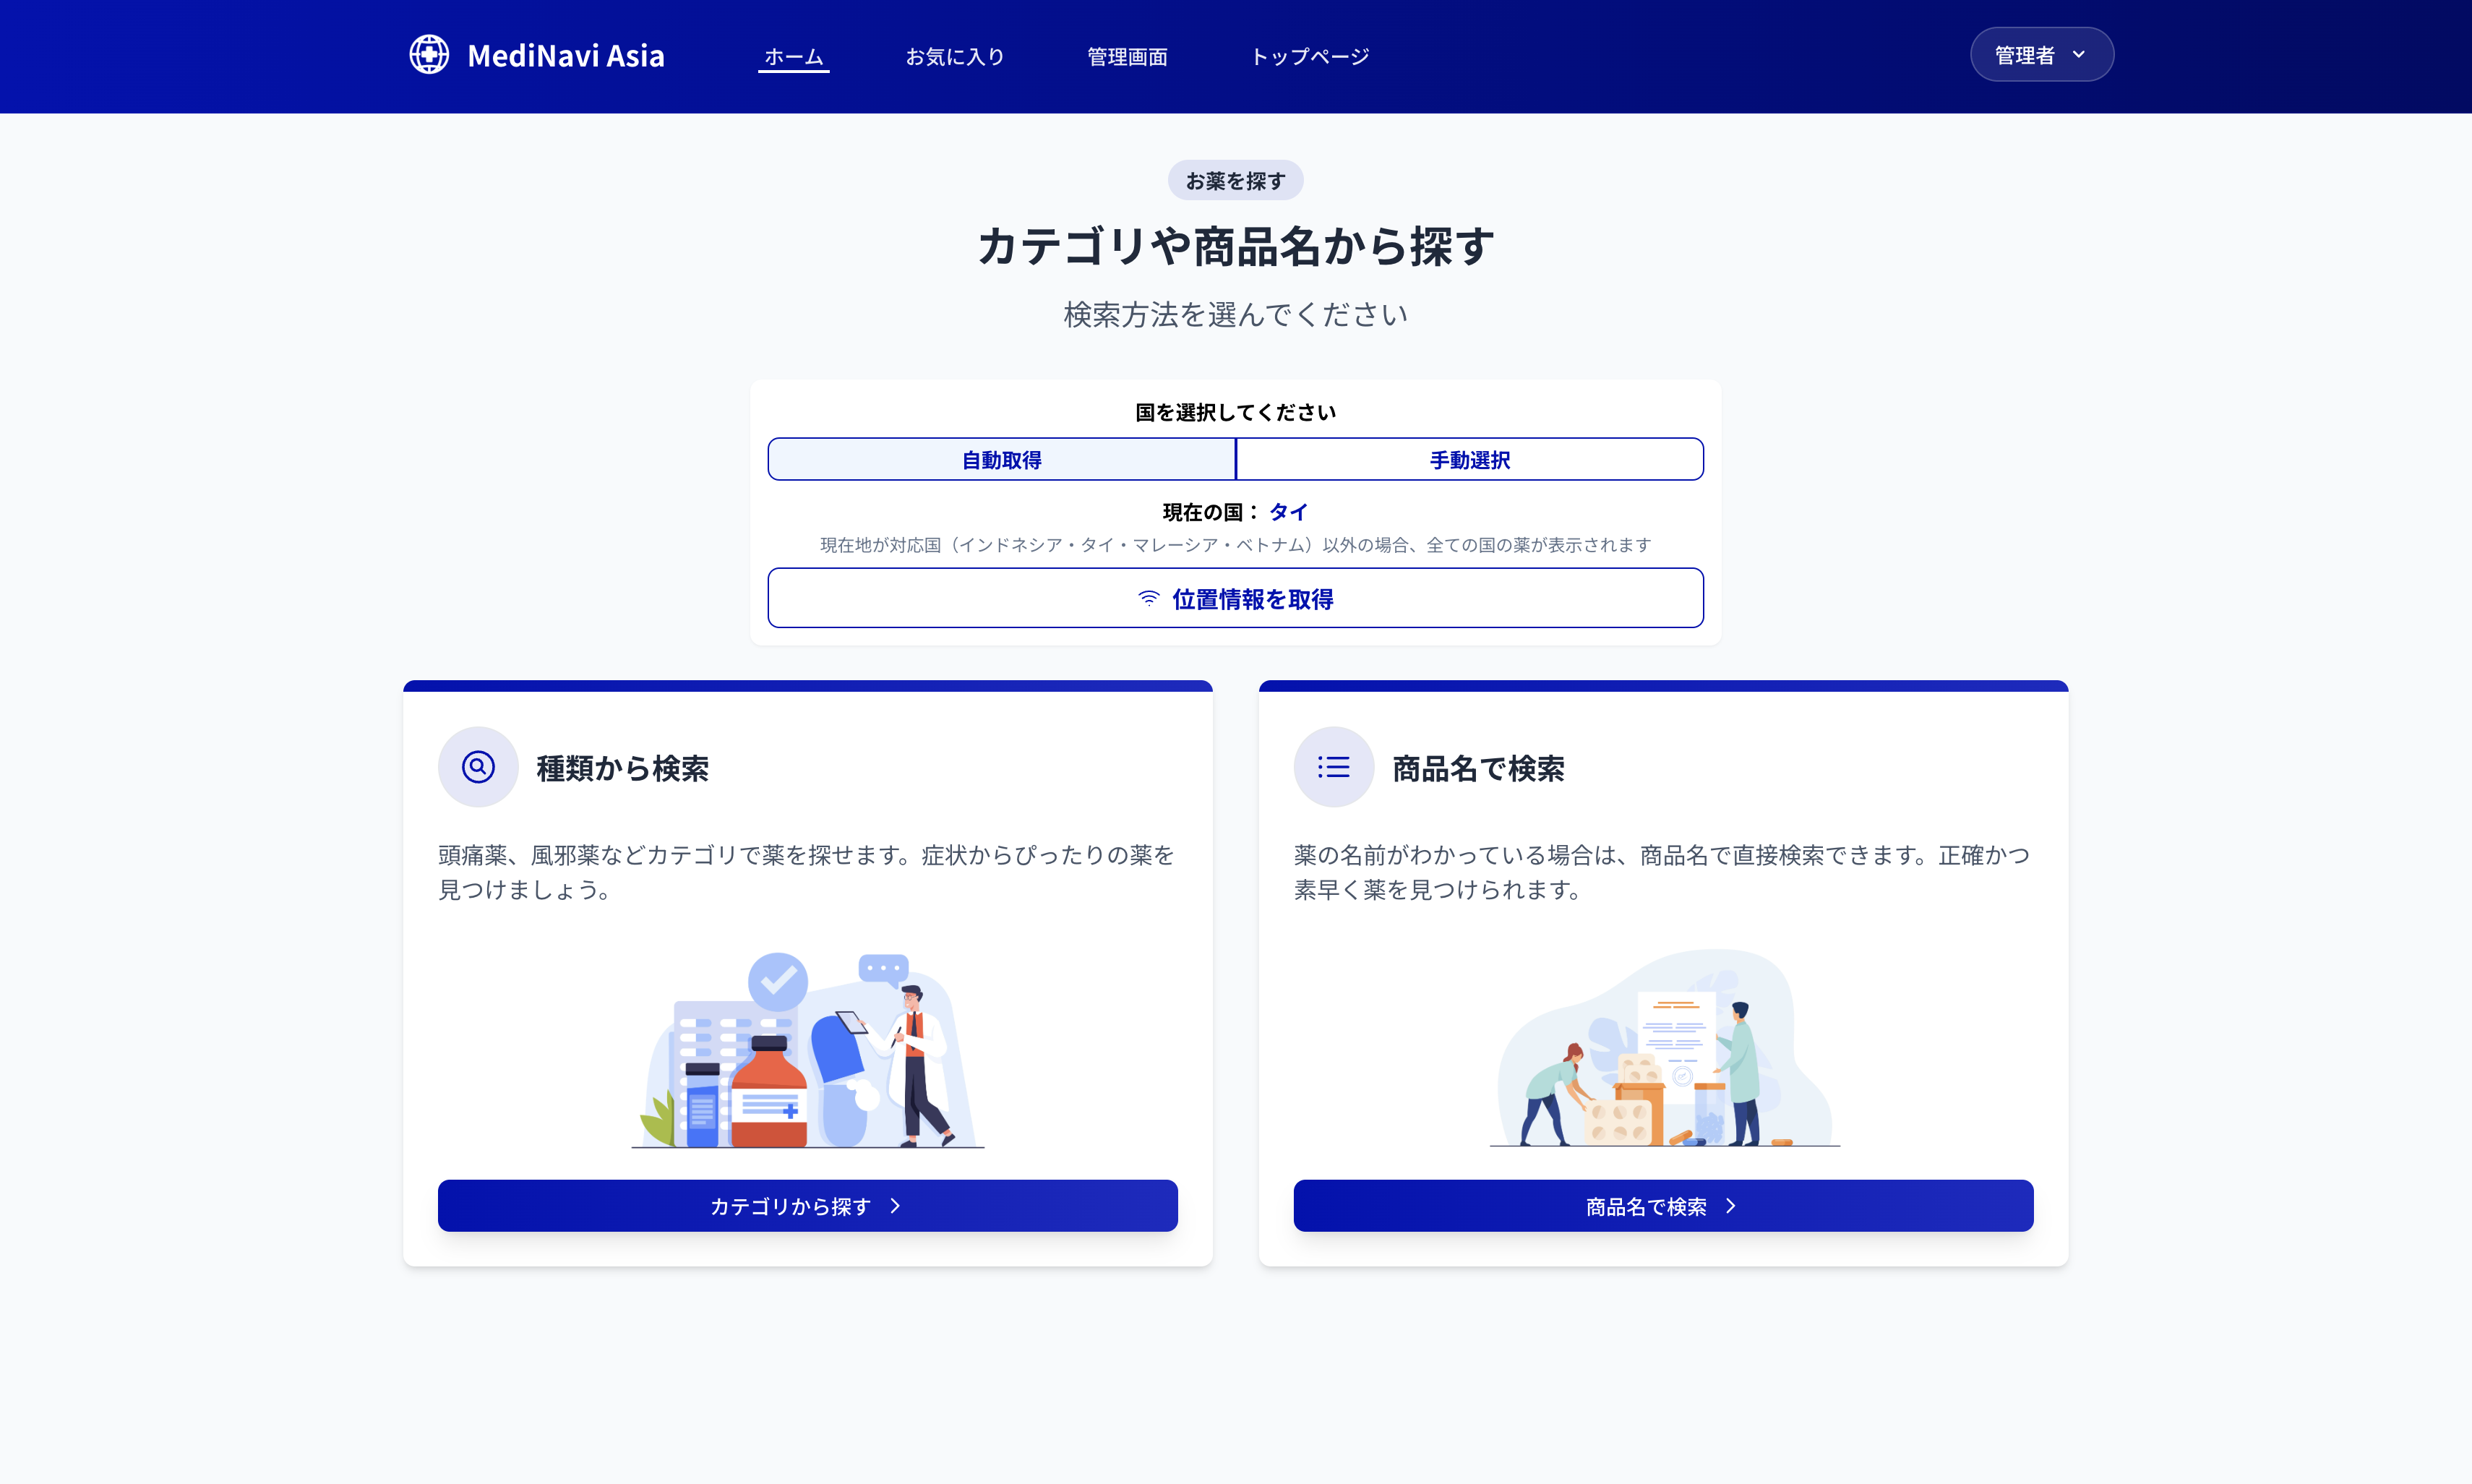 MediNavi Asia
ホーム
お気に入り
管理画面
トップページ
管理者
お薬を探す
カテゴリや商品名から探す
検索方法を選んでください
国を選択してください
自動取得
手動選択
現在の国： タイ
現在地が対応国（インドネシア・タイ・マレーシア・ベトナム）以外の場合、全ての国の薬が表示されます
位置情報を取得
種類から検索
頭痛薬、風邪薬などカテゴリで薬を探せます。症状からぴったりの薬を
見つけましょう。
カテゴリから探す
商品名で検索
薬の名前がわかっている場合は、商品名で直接検索できます。正確かつ
素早く薬を見つけられます。
商品名で検索